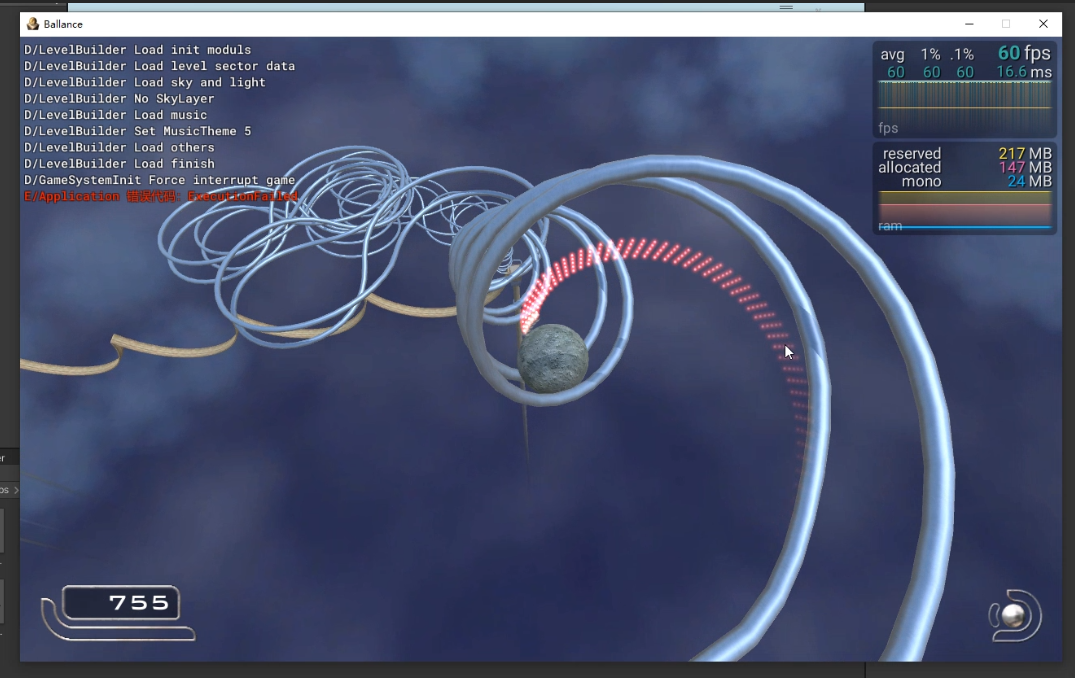 Ballance
D/LevelBuilder Load init moduls
D/LevelBuilder Load level sector data
D/LevelBuilder Load sky and light
D/LevelBuilder No SkyLayer
D/LevelBuilder Load music
D/LevelBuilder Set MusicTheme 5
D/LevelBuilder Load others
D/LevelBuilder Load finish
D/GameSystemInit Force interrupt game
E/Application 错误代码: ExecutionFailed
avg 1% .1% 60 fps
60 60 60 16.6 ms
fps
reserved 217 MB
allocated 147 MB
mono 24 MB
ram
755